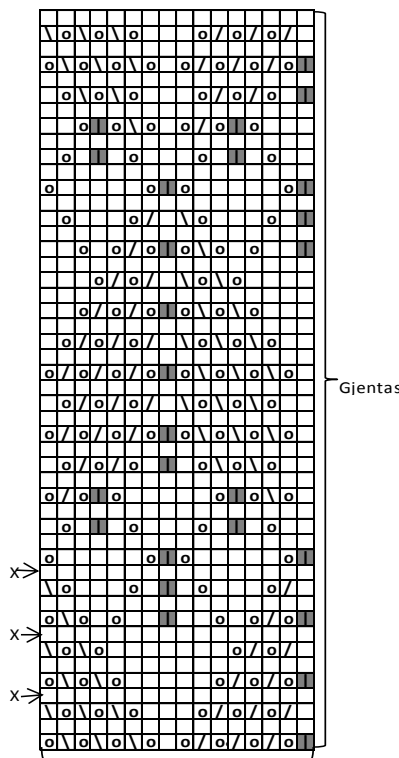 \ o \ o \ o o / o / o /
o \ o \ o \ o o / o / o / o I
o \ o \ o o / o / o I
o I o \ o o / o I o
o I o o I o
o o I o o I
o o / \ o o I
o o / o I o \ o o I
o / o / \ o \ o
o / o / o I o \ o \ o
o / o / o / \ o \ o \ o
o / o / o / o I o \ o \ o \ o
Gjentas
o / o / o / \ o \ o \ o
o / o / o / o I o \ o \ o \ o
o / o / o I o \ o \ o
o / o I o o I o \ o
o I o o I o
o o I o o I
x
\ o o I o o /
o \ o o I o o / o I
x
\ o \ o o / o /
o \ o \ o o / o / o I
x
\ o \ o \ o o / o / o /
o \ o \ o \ o o / o / o / o I